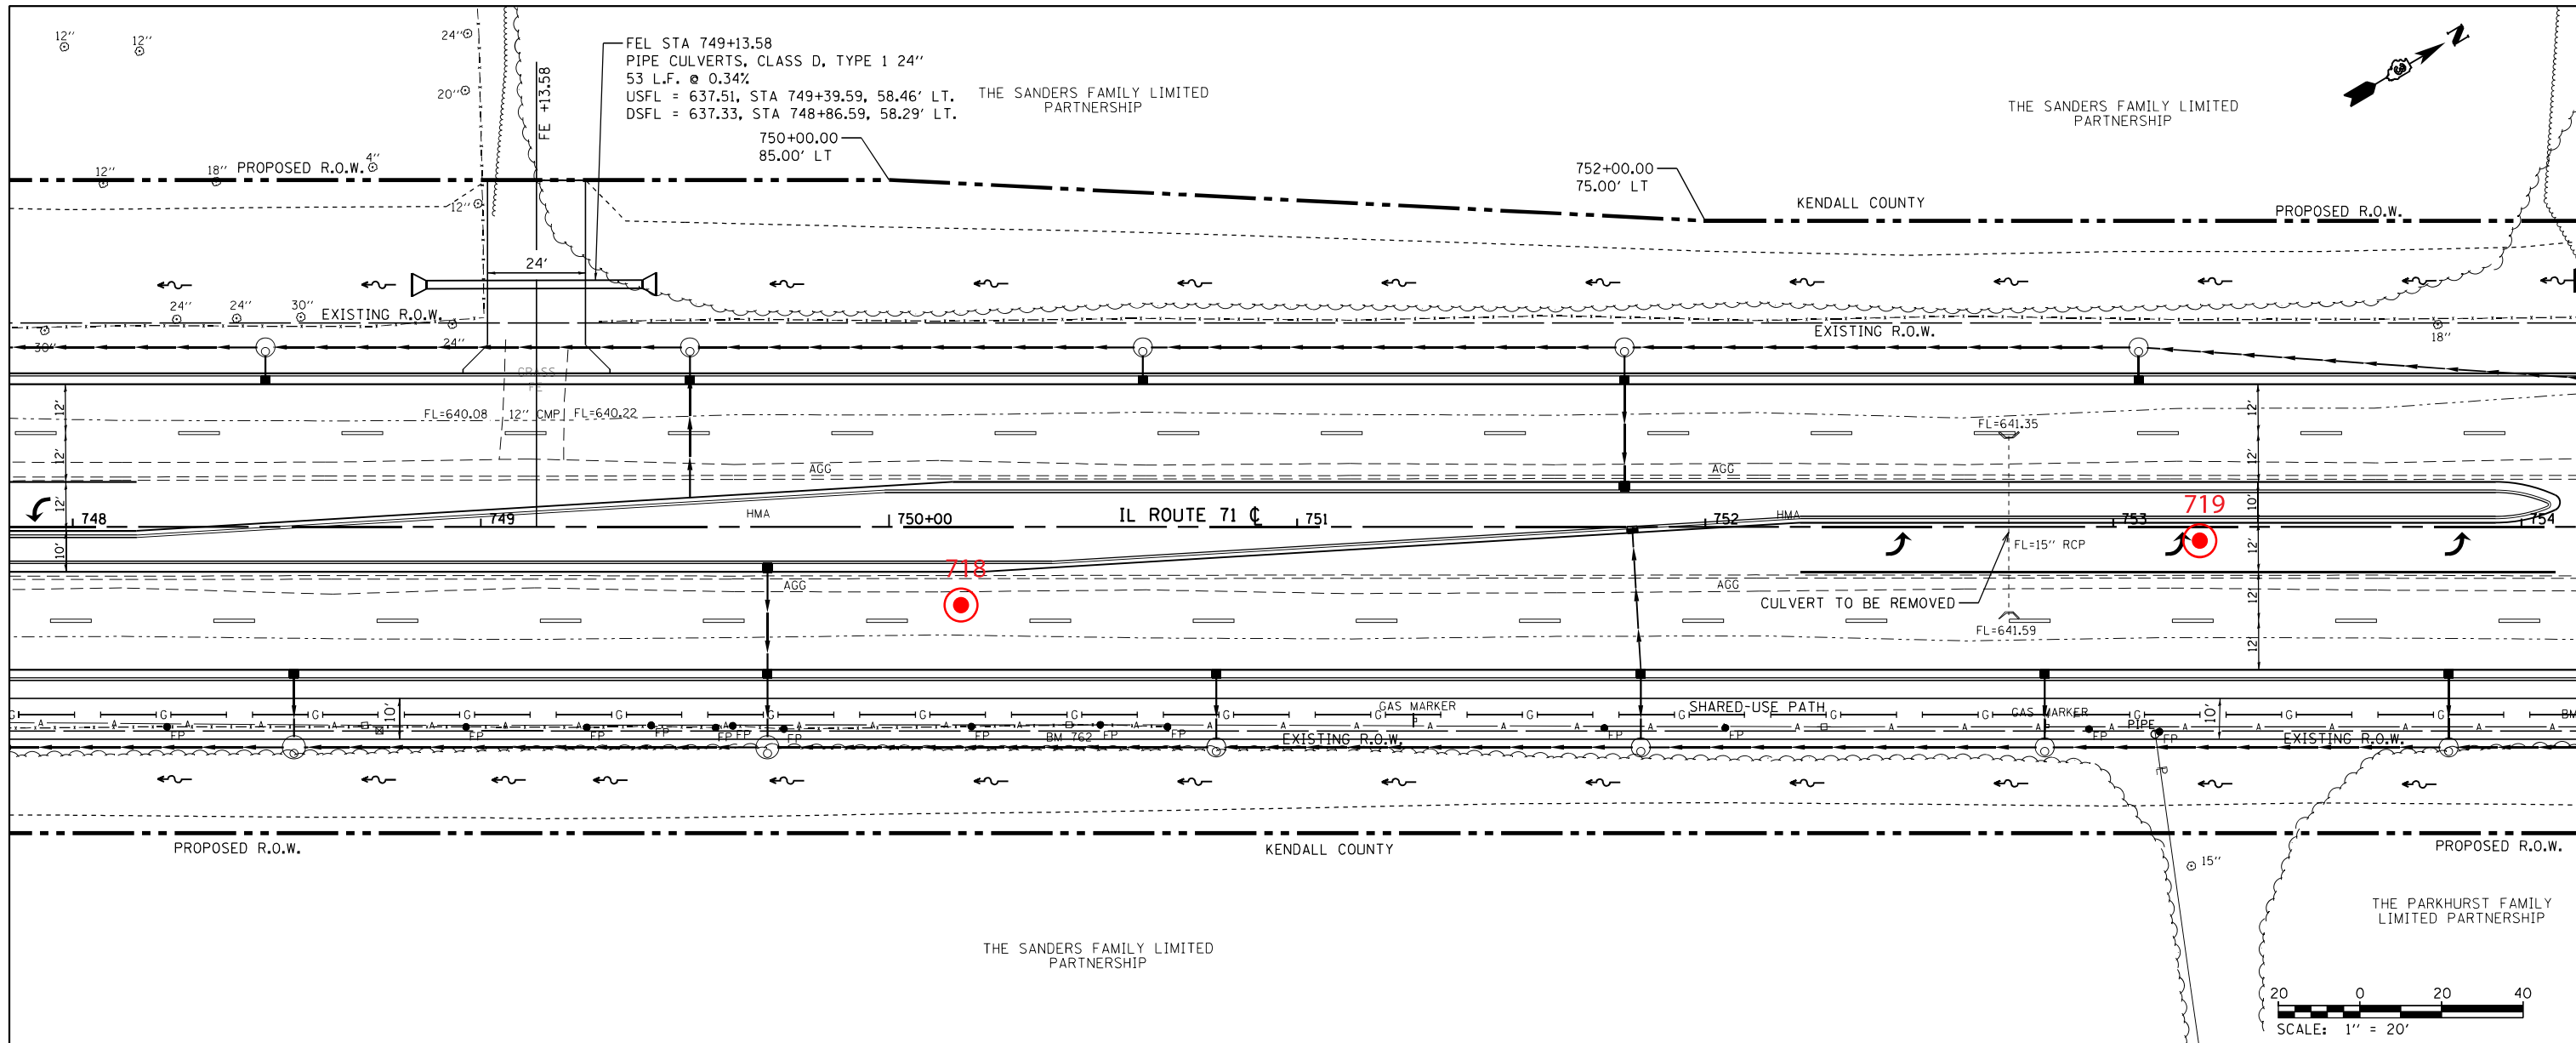 12"
12"
24"
20"
FE +13.58
FEL STA 749+13.58
PIPE CULVERTS, CLASS D, TYPE 1 24"
53 L.F. @ 0.34%
USFL = 637.51, STA 749+39.59, 58.46' LT.
DSFL = 637.33, STA 748+86.59, 58.29' LT.
THE SANDERS FAMILY LIMITED
PARTNERSHIP
THE SANDERS FAMILY LIMITED
PARTNERSHIP
N
750+00.00
85.00' LT
752+00.00
75.00' LT
12"
18"
PROPOSED R.O.W.
4"
12"
KENDALL COUNTY
PROPOSED R.O.W.
24'
24"
24"
30"
EXISTING R.O.W.
30"
24"
EXISTING R.O.W.
18"
GRASS
FL=640.08
12" CMP
FL=640.22
12'
12'
12'
10'
FL=641.35
12'
12'
10'
12'
12'
12'
AGG
AGG
748
749
HMA
750+00
IL ROUTE 71 ℄
751
752
HMA
753
719
754
FL=15" RCP
718
AGG
AGG
CULVERT TO BE REMOVED
FL=641.59
10'
GAS MARKER
SHARED-USE PATH
GAS MARKER
10'
G G G G G G G G G G G G G G G G G
A A A A A A A A A A A A A A A A A
BM
PIPE
FP FP FP FP FP FP FP FP FP FP FP FP FP FP
BM 762
EXISTING R.O.W.
EXISTING R.O.W.
PL
PROPOSED R.O.W.
KENDALL COUNTY
PROPOSED R.O.W.
15"
THE PARKHURST FAMILY
LIMITED PARTNERSHIP
THE SANDERS FAMILY LIMITED
PARTNERSHIP
20 0 20 40
SCALE: 1" = 20'